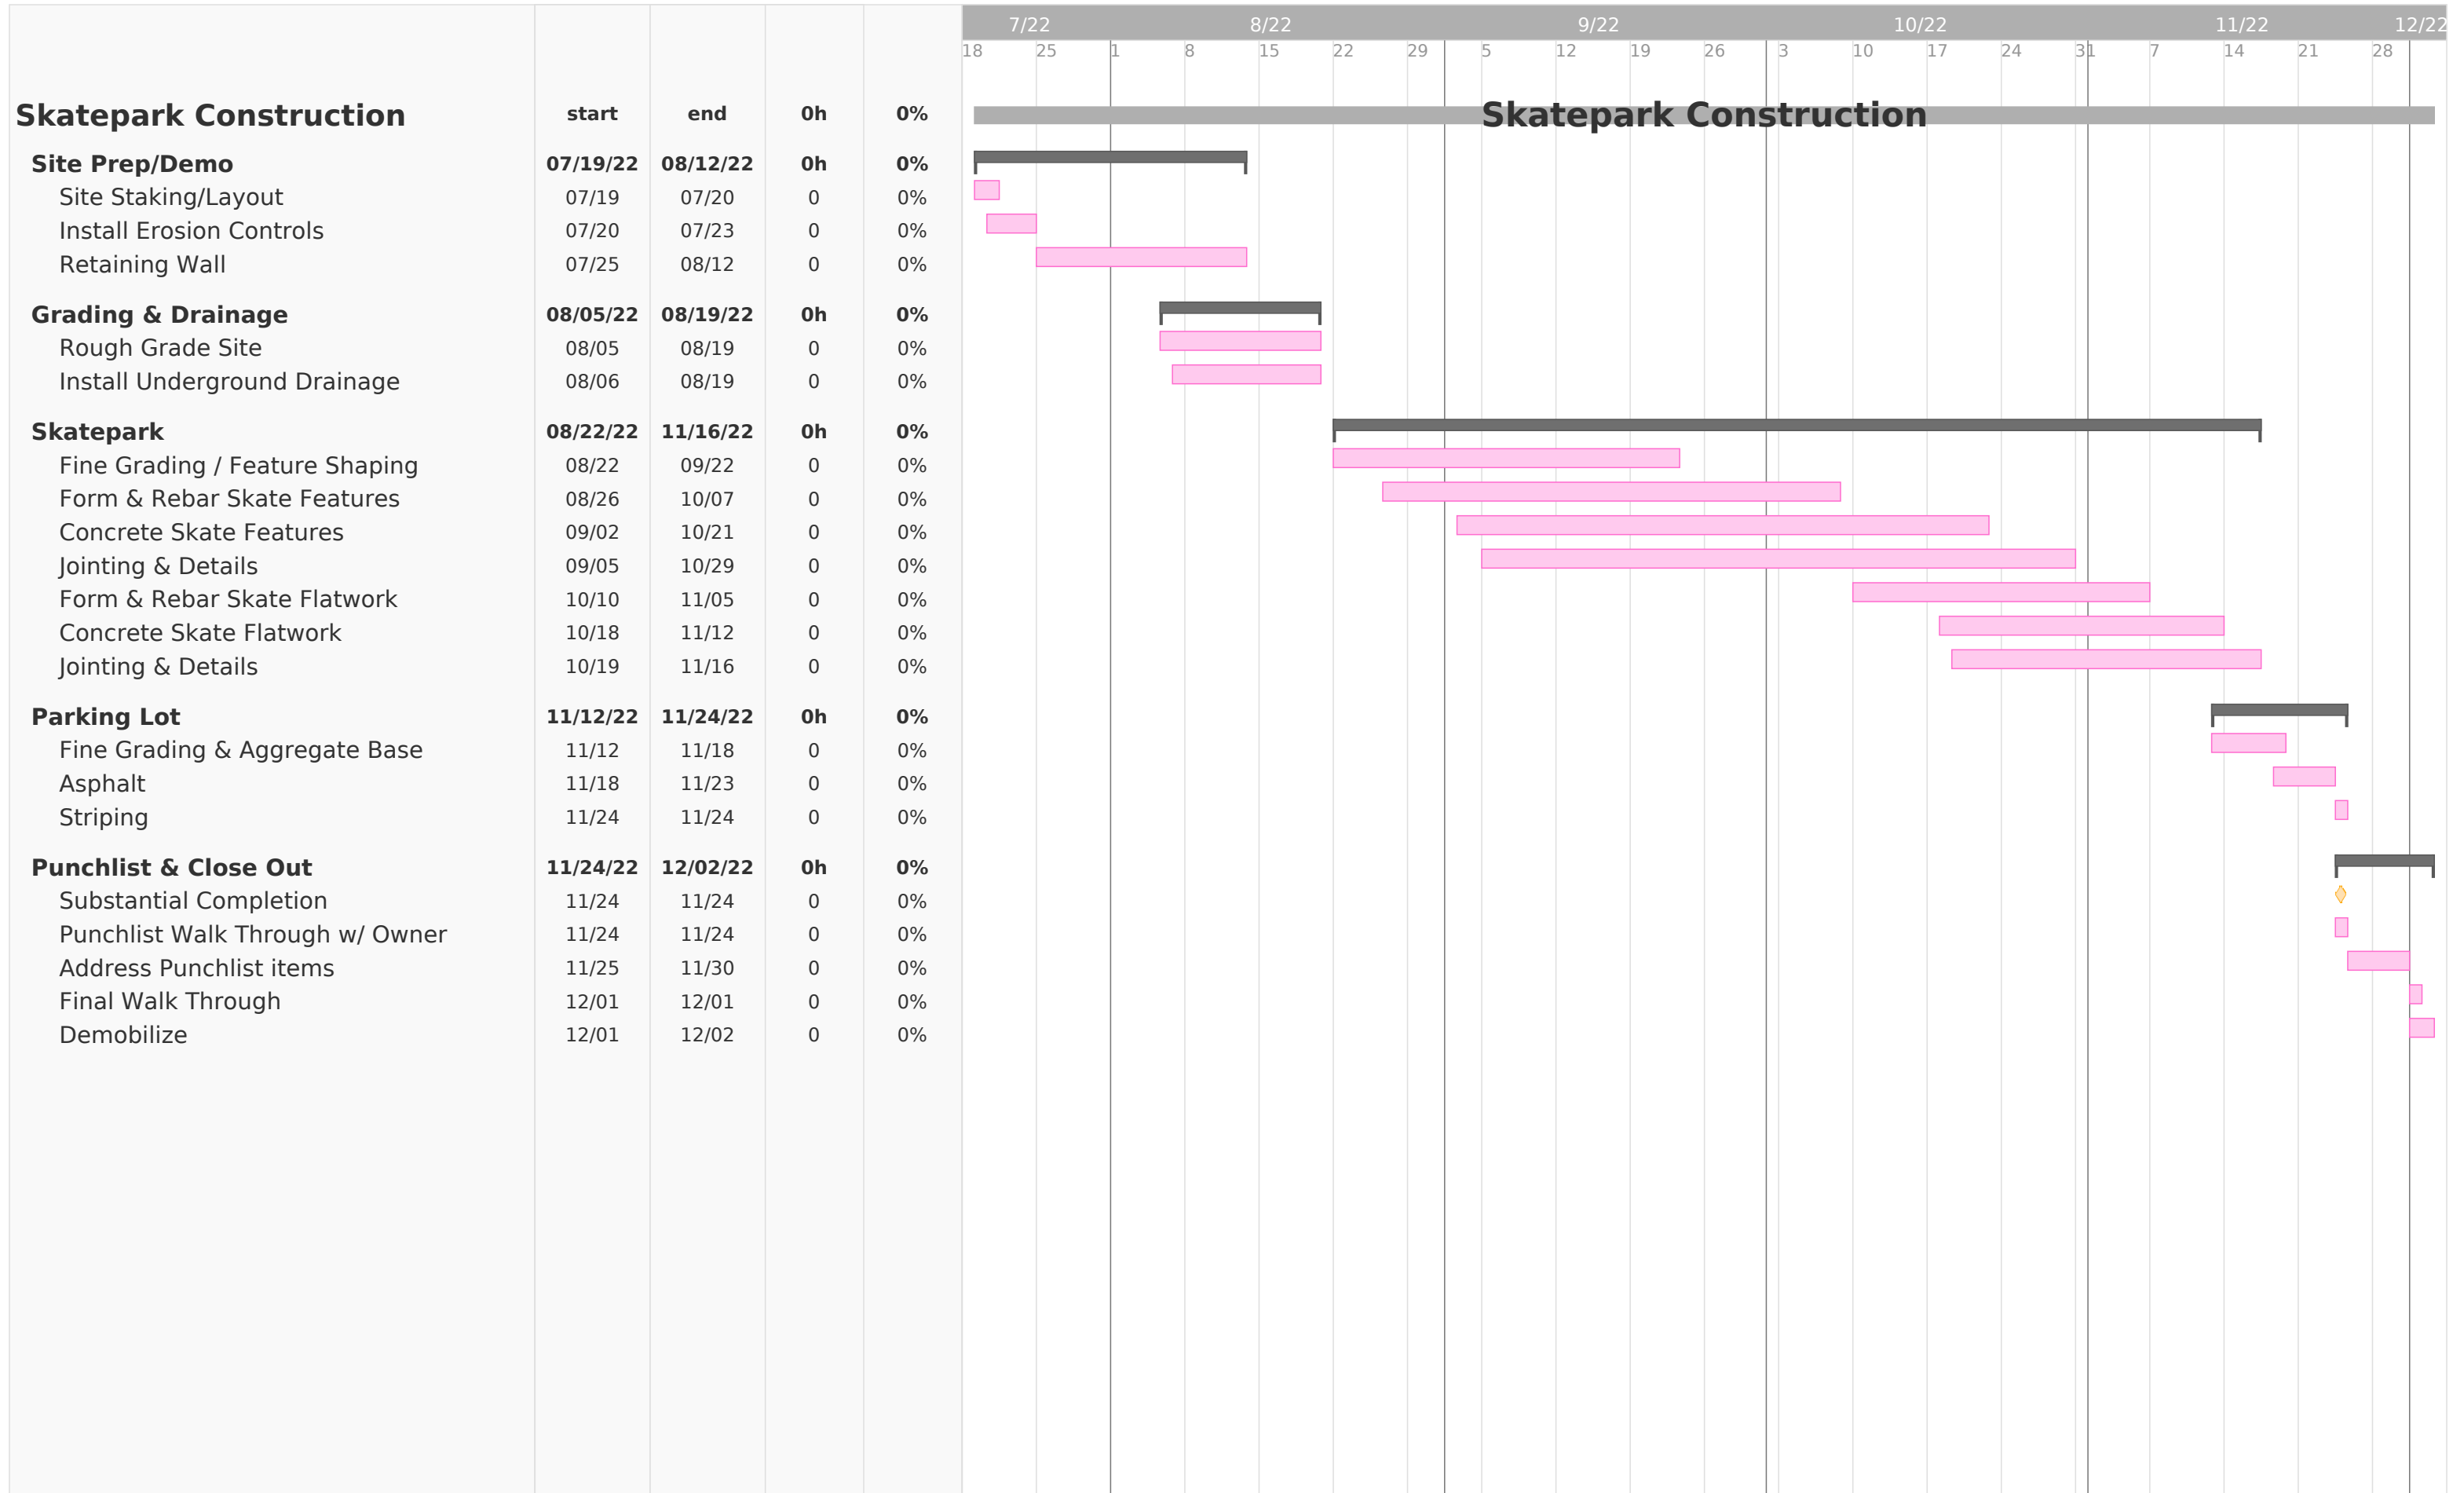 7/22 8/22 9/22 10/22 11/22 12/22
18 25 1 8 15 22 29 5 12 19 26 3 10 17 24 31 7 14 21 28
Skatepark Construction start end 0h 0% Skatepark Construction
Site Prep/Demo 07/19/22 08/12/22 0h 0%
Site Staking/Layout 07/19 07/20 0 0%
Install Erosion Controls 07/20 07/23 0 0%
Retaining Wall 07/25 08/12 0 0%
Grading & Drainage 08/05/22 08/19/22 0h 0%
Rough Grade Site 08/05 08/19 0 0%
Install Underground Drainage 08/06 08/19 0 0%
Skatepark 08/22/22 11/16/22 0h 0%
Fine Grading / Feature Shaping 08/22 09/22 0 0%
Form & Rebar Skate Features 08/26 10/07 0 0%
Concrete Skate Features 09/02 10/21 0 0%
Jointing & Details 09/05 10/29 0 0%
Form & Rebar Skate Flatwork 10/10 11/05 0 0%
Concrete Skate Flatwork 10/18 11/12 0 0%
Jointing & Details 10/19 11/16 0 0%
Parking Lot 11/12/22 11/24/22 0h 0%
Fine Grading & Aggregate Base 11/12 11/18 0 0%
Asphalt 11/18 11/23 0 0%
Striping 11/24 11/24 0 0%
Punchlist & Close Out 11/24/22 12/02/22 0h 0%
Substantial Completion 11/24 11/24 0 0%
Punchlist Walk Through w/ Owner 11/24 11/24 0 0%
Address Punchlist items 11/25 11/30 0 0%
Final Walk Through 12/01 12/01 0 0%
Demobilize 12/01 12/02 0 0%